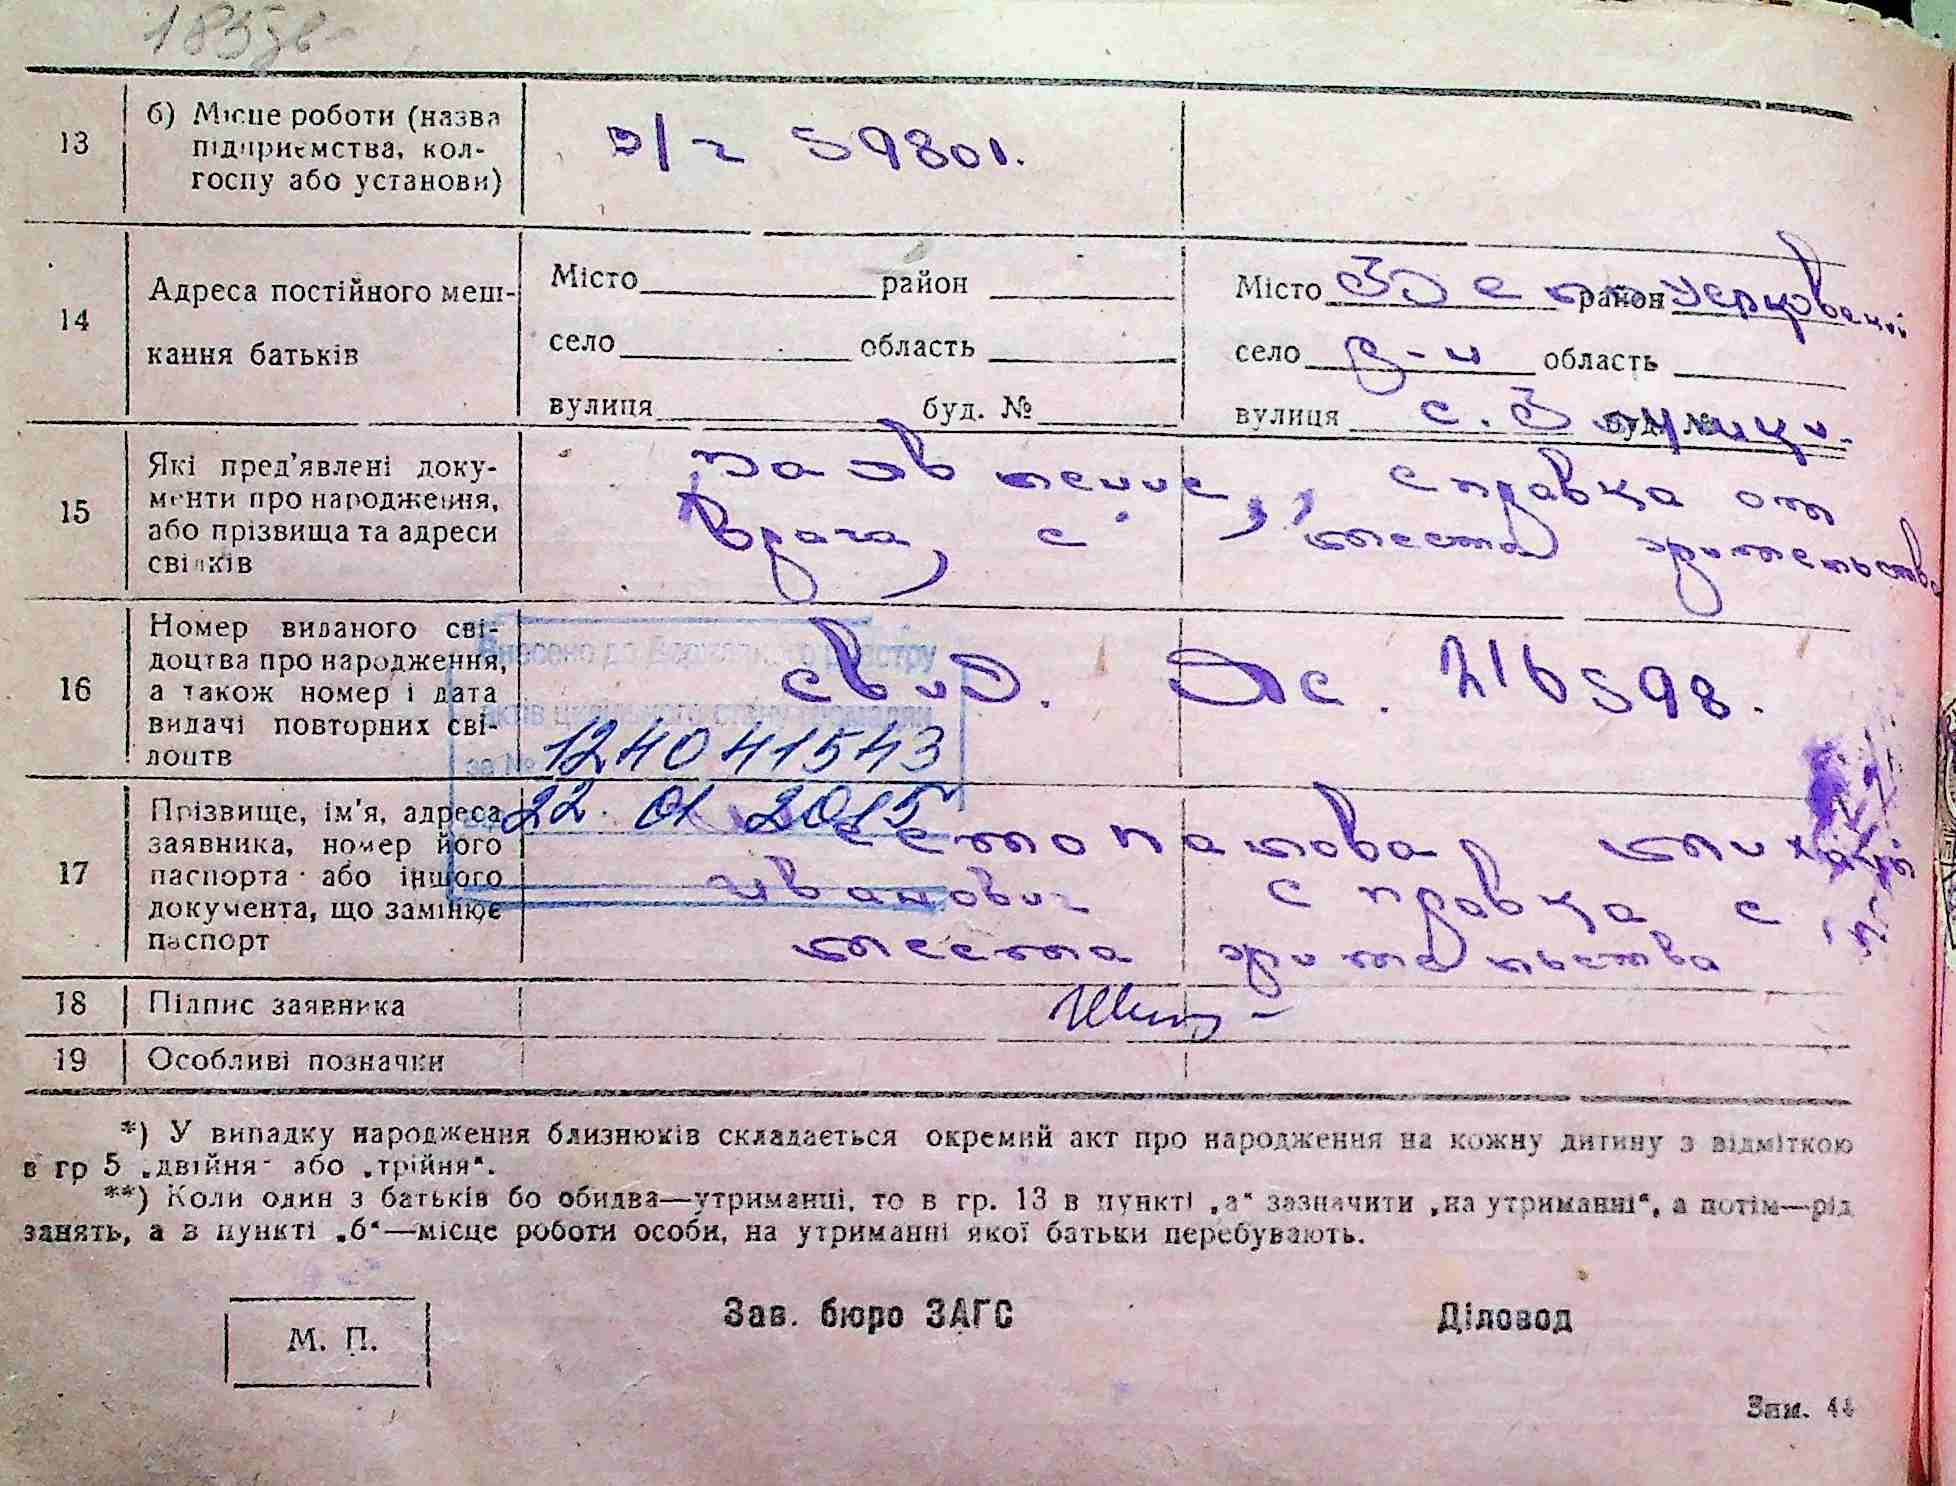 13 б) Місце роботи (назва
підприємства, кол-
госпу або установи)
59801.
14 Адреса постійного меш-
кання батьків
Місто район
село область
вулиця буд. №
Місто район
село р-н область
вулиця с.
15 Які пред'явлені доку-
менти про народження,
або прізвища та адреси
свідків
справка от
врача, с места жительства
16 Номер виданого сві-
доцтва про народження,
а також номер і дата
видачі повторних сві-
доцтв
Внесено до Державного реєстру
актів цивільного стану громадян
за № 1240 41543
22. 01 2015
свид. 216598.
17 Прізвище, ім'я, адреса
заявника, номер його
паспорта або іншого
документа, що замінює
паспорт
Иванович справка с
места жительства
18 Підпис заявника
19 Особливі позначки
*) У випадку народження близнюків складається окремий акт про народження на кожну дитину з відміткою
в гр 5 „двійня" або „трійня".
**) Коли один з батьків бо обидва—утриманці, то в гр. 13 в пункті „а" зазначити „на утриманні", а потім—рід
занять, а в пункті „б"—місце роботи особи, на утриманні якої батьки перебувають.
М. П.
Зав. бюро ЗАГС
Діловод
Зам. 44